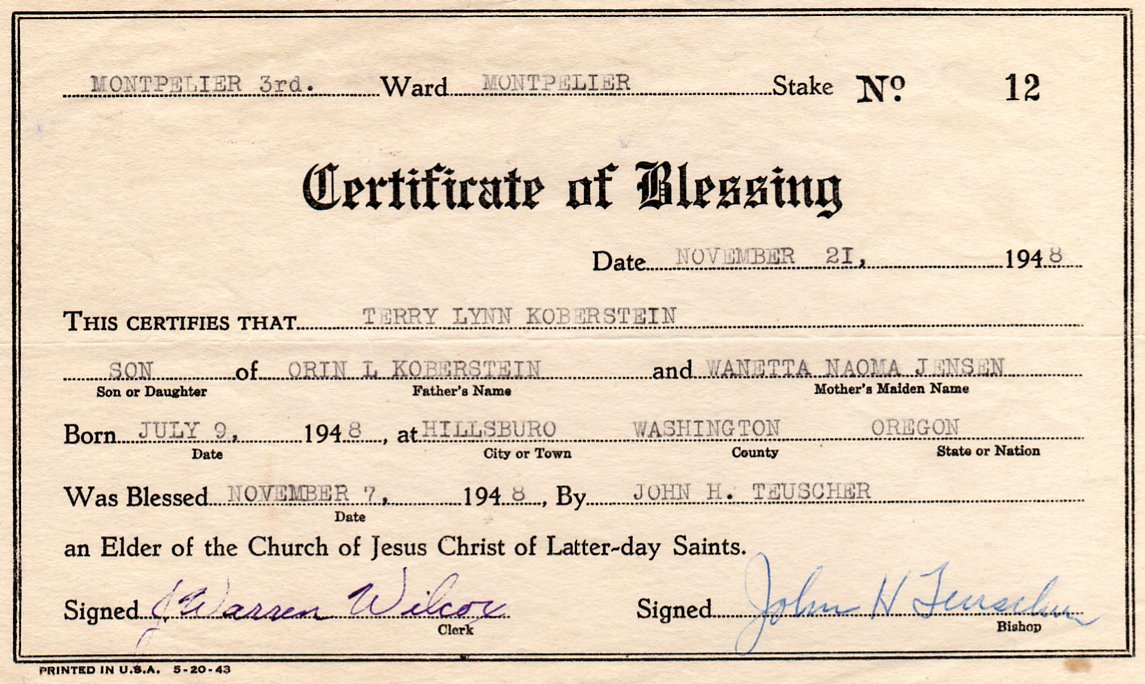 MONTPELIER 3rd. Ward MONTPELIER Stake No. 12
Certificate of Blessing
Date NOVEMBER 21, 1948
THIS CERTIFIES THAT TERRY LYNN KOBERSTEIN
SON of ORIN L KOBERSTEIN and WANETTA NAOMA JENSEN
Son or Daughter Father's Name Mother's Maiden Name
Born JULY 9, 1948, at HILLSBURO WASHINGTON OREGON
Date City or Town County State or Nation
Was Blessed NOVEMBER 7, 1948, By JOHN H. TEUSCHER
Date
an Elder of the Church of Jesus Christ of Latter-day Saints.
Signed J. Warren Wilcox Signed John H Teuscher
Clerk Bishop
PRINTED IN U.S.A. 5-20-43